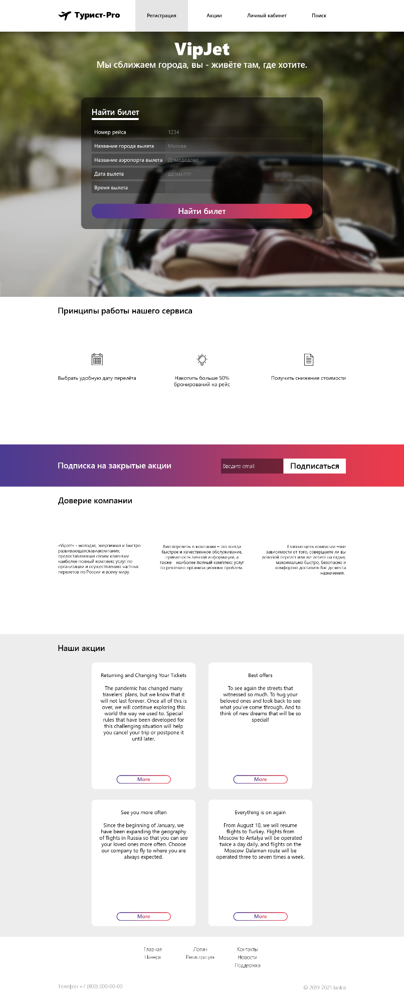 Турист-Pro
Регистрация
Акции
Личный кабинет
Поиск
VipJet
Мы сближаем города, вы - живёте там, где хотите.
Найти билет
Номер рейса
1234
Название города вылета
Москва
Название аэропорта вылета
Домодедово
Дата вылета
дд.мм.гггг
Время вылета
:
Найти билет
Принципы работы нашего сервиса
Выбрать удобную дату перелёта
Накопить больше 50%
бронирований на рейс
Получить снижение стоимости
Подписка на закрытые акции
Введите email
Подписаться
Доверие компании
«VipJet» - молодая, энергичная и быстро
развивающаясяавиакомпания,
предоставляющая своим клиентам
наиболее полный комплекс услуг по
организации и осуществлению частных
перелетов по России и всему миру.
Вип перелеты в компании – это всегда
быстрое и качественное обслуживание,
приватность личной информации, а
также наиболее полный комплекс услуг
по решению организационных проблем.
Главная цель компании –вне
зависимости от того, совершаете ли вы
деловой перелет или же летите на отдых,
максимально быстро, безопасно и
комфортно доставить Вас до места
назначения.
Наши акции
Returning and Changing Your Tickets
The pandemic has changed many
travelers’ plans, but we know that it
will not last forever. Once all of this is
over, we will continue exploring this
world the way we used to. Special
rules that have been developed for
this challenging situation will help
you cancel your trip or postpone it
until later.
More
Best offers
To see again the streets that
witnessed so much. To hug your
beloved ones and look back to see
what you’ve come through. And to
think of new dreams that will be so
special!
More
See you more often
Since the beginning of January, we
have been expanding the geography
of flights in Russia so that you can see
your loved ones more often. Choose
our company to fly to where you are
always expected.
More
Everything is on again
From August 10, we will resume
flights to Turkey. Flights from
Moscow to Antalya will be operated
twice a day daily, and flights on the
Moscow-Dalaman route will be
operated three to seven times a week.
More
Главная
Наверх
Логин
Регистрация
Контакты
Новости
Поддержка
Телефон +7 (800) 000-00-00
© 2019-2021 Jankie